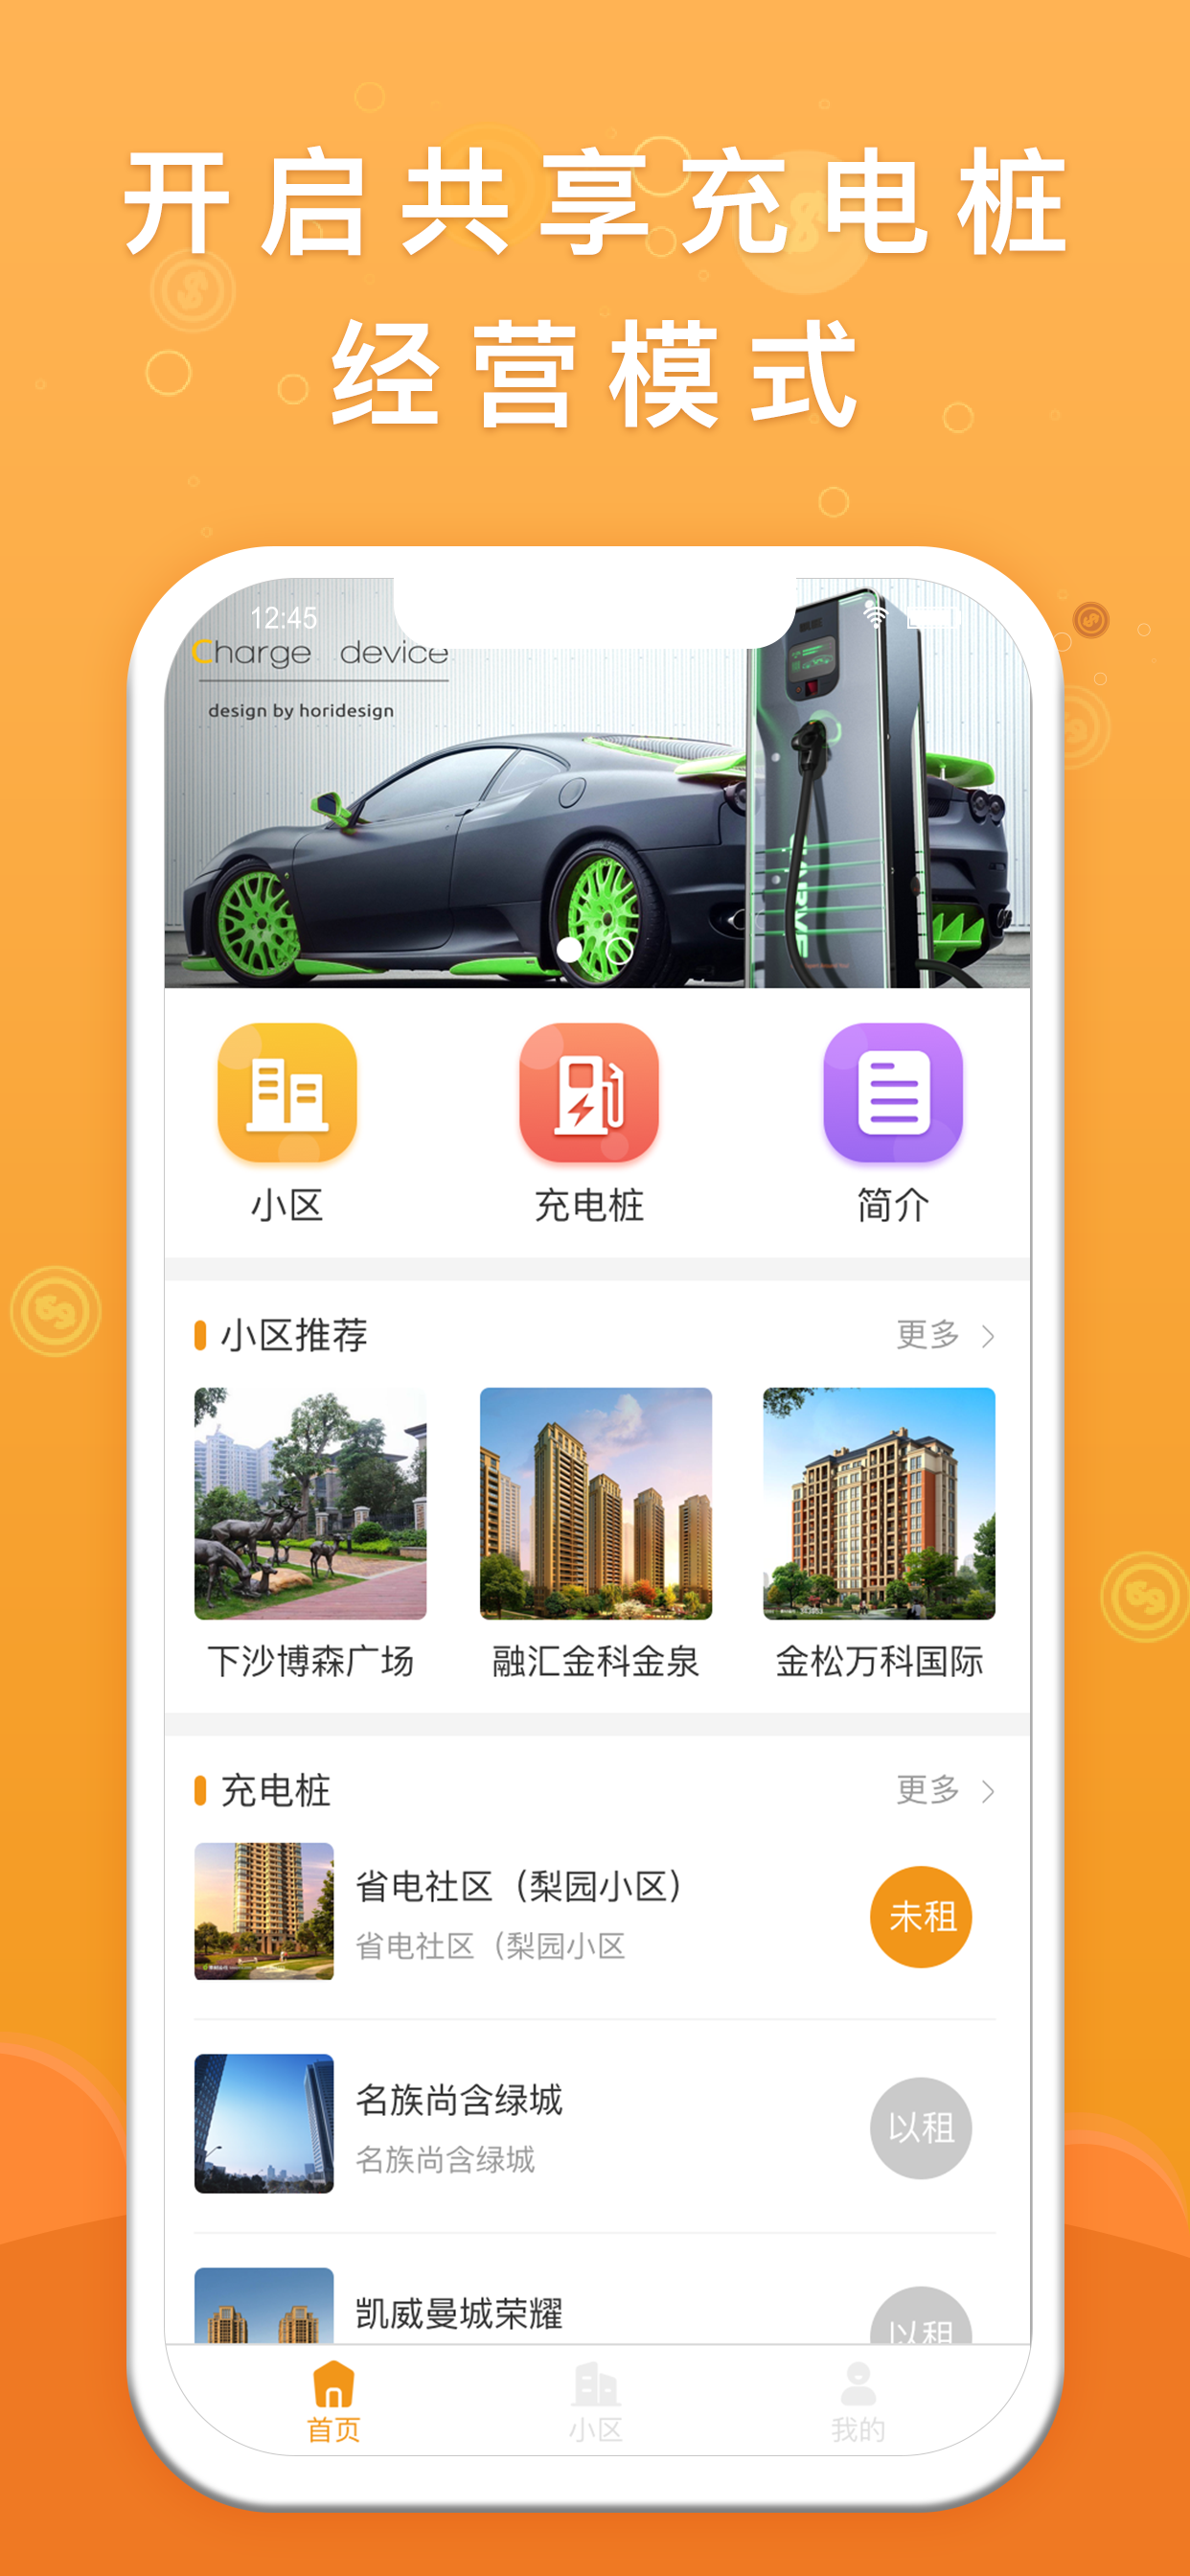 开启共享充电桩
经营模式
12:45
Charge device
design by horidesign
小区
充电桩
简介
小区推荐
更多
下沙博森广场
融汇金科金泉
金松万科国际
充电桩
更多
省电社区（梨园小区）
省电社区（梨园小区
未租
名族尚含绿城
名族尚含绿城
以租
凯威曼城荣耀
以租
首页
小区
我的